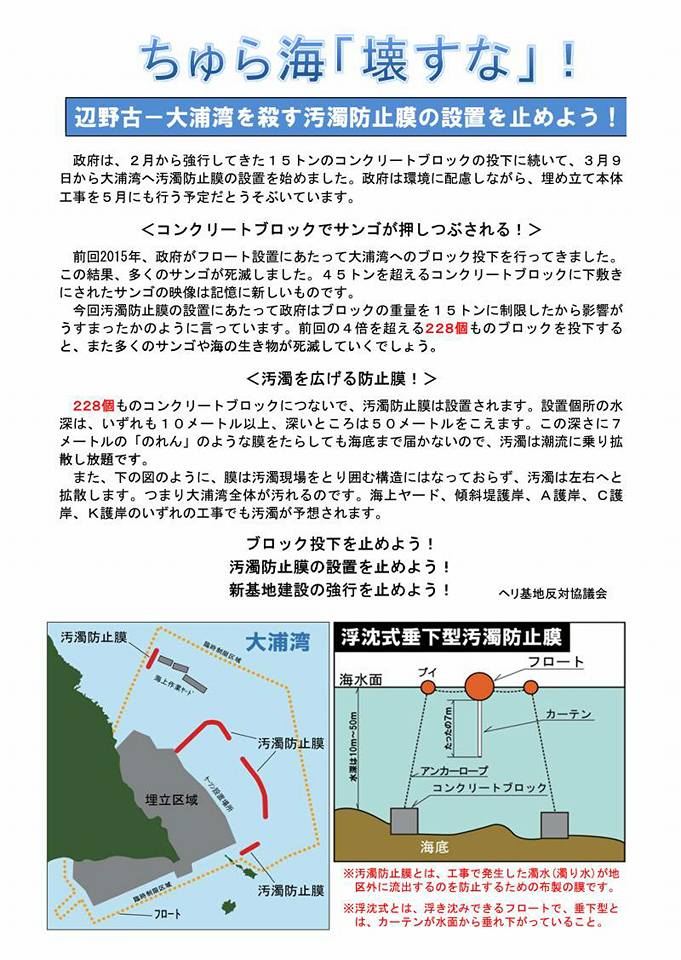 ちゅら海「壊すな」！
辺野古－大浦湾を殺す汚濁防止膜の設置を止めよう！
政府は、２月から強行してきた１５トンのコンクリートブロックの投下に続いて、３月９
日から大浦湾へ汚濁防止膜の設置を始めました。政府は環境に配慮しながら、埋め立て本体
工事を５月にも行う予定だとうそぶいています。
＜コンクリートブロックでサンゴが押しつぶされる！＞
前回2015年、政府がフロート設置にあたって大浦湾へのブロック投下を行ってきました。
この結果、多くのサンゴが死滅しました。４５トンを超えるコンクリートブロックに下敷き
にされたサンゴの映像は記憶に新しいものです。
今回汚濁防止膜の設置にあたって政府はブロックの重量を１５トンに制限したから影響が
うすまったかのように言っています。前回の４倍を超える228個ものブロックを投下する
と、また多くのサンゴや海の生き物が死滅していくでしょう。
＜汚濁を広げる防止膜！＞
228個ものコンクリートブロックにつないで、汚濁防止膜は設置されます。設置個所の水
深は、いずれも１０メートル以上、深いところは５０メートルをこえます。この深さに７
メートルの「のれん」のような膜をたらしても海底まで届かないので、汚濁は潮流に乗り拡
散し放題です。
また、下の図のように、膜は汚濁現場をとり囲む構造にはなっておらず、汚濁は左右へと
拡散します。つまり大浦湾全体が汚れるのです。海上ヤード、傾斜堤護岸、Ａ護岸、Ｃ護
岸、Ｋ護岸のいずれの工事でも汚濁が予想されます。
ブロック投下を止めよう！
汚濁防止膜の設置を止めよう！
新基地建設の強行を止めよう！
ヘリ基地反対協議会
汚濁防止膜
臨時制限区域
大浦湾
海上作業ヤード
汚濁防止膜
埋立区域
トンブロック設置場所
汚濁防止膜
臨時制限区域
フロート
浮沈式垂下型汚濁防止膜
海水面
ブイ
フロート
カーテン
たったの7m
水深は10m～50m
アンカーロープ
コンクリートブロック
海底
※汚濁防止膜とは、工事で発生した濁水(濁り水)が地
区外に流出するのを防止するための布製の膜です。
※浮沈式とは、浮き沈みできるフロートで、垂下型と
は、カーテンが水面から垂れ下がっていること。